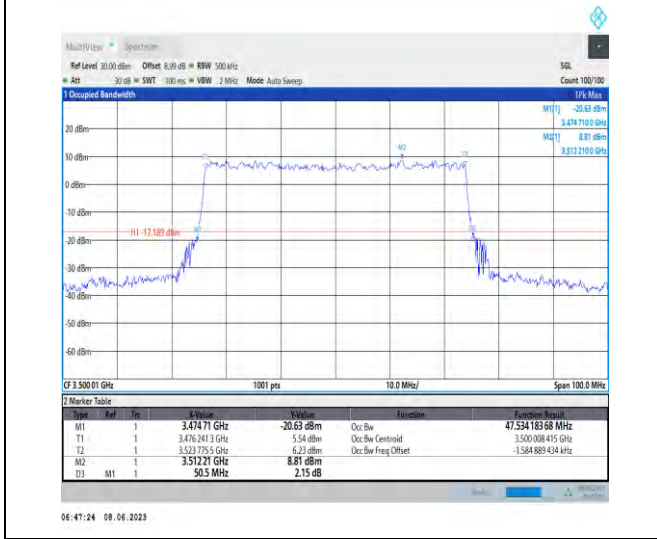 MultiView Spectrum
Ref Level 30.00 dBm Offset 8.99 dB RBW 500 kHz SGL
Att 30 dB SWT 100 ms VBW 2 MHz Mode Auto Sweep Count 100/100
1 Occupied Bandwidth 1Pk Max
M1[1] -20.63 dBm
3.474 710 0 GHz
20 dBm M2[1] 8.81 dBm
3.512 210 0 GHz
M2
10 dBm
0 dBm
-10 dBm
H1 -17.189 dBm M1 D3
-20 dBm
-30 dBm
-40 dBm
-50 dBm
-60 dBm
CF 3.500 01 GHz 1001 pts 10.0 MHz/ Span 100.0 MHz
2 Marker Table
Type Ref Trc X-Value Y-Value Function Function Result
M1 1 3.474 71 GHz -20.63 dBm Occ Bw 47.534 183 68 MHz
T1 1 3.476 241 3 GHz 5.54 dBm Occ Bw Centroid 3.500 008 415 GHz
T2 1 3.523 775 5 GHz 6.23 dBm Occ Bw Freq Offset -1.584 889 434 kHz
M2 1 3.512 21 GHz 8.81 dBm
D3 M1 1 50.5 MHz 2.15 dB
06:47:24 08.06.2023